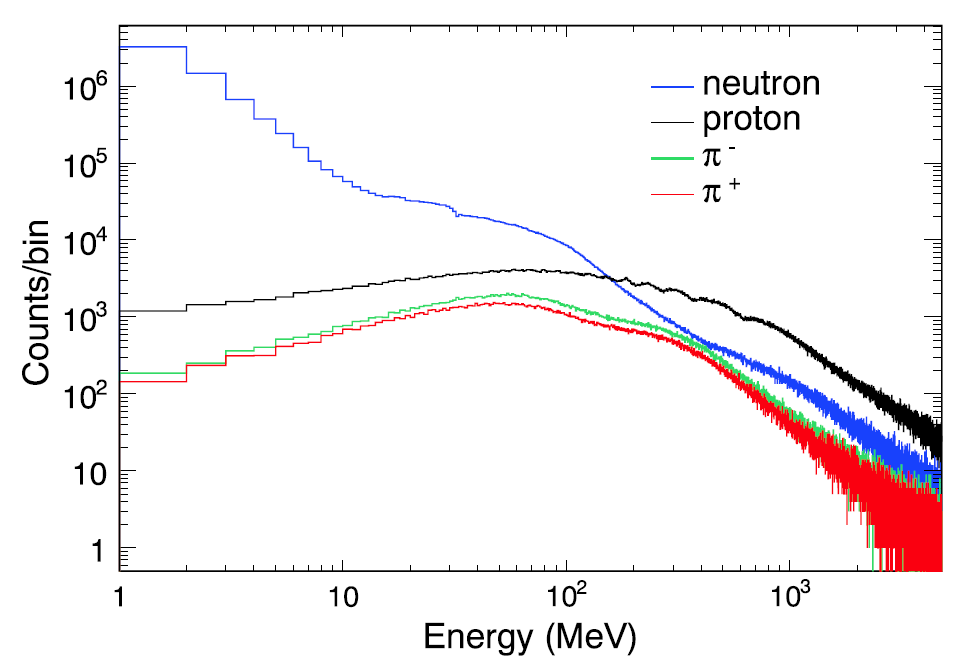 Counts/bin
10⁶
10⁵
10⁴
10³
10²
10
1
neutron
proton
π⁻
π⁺
1
10
10²
10³
Energy (MeV)